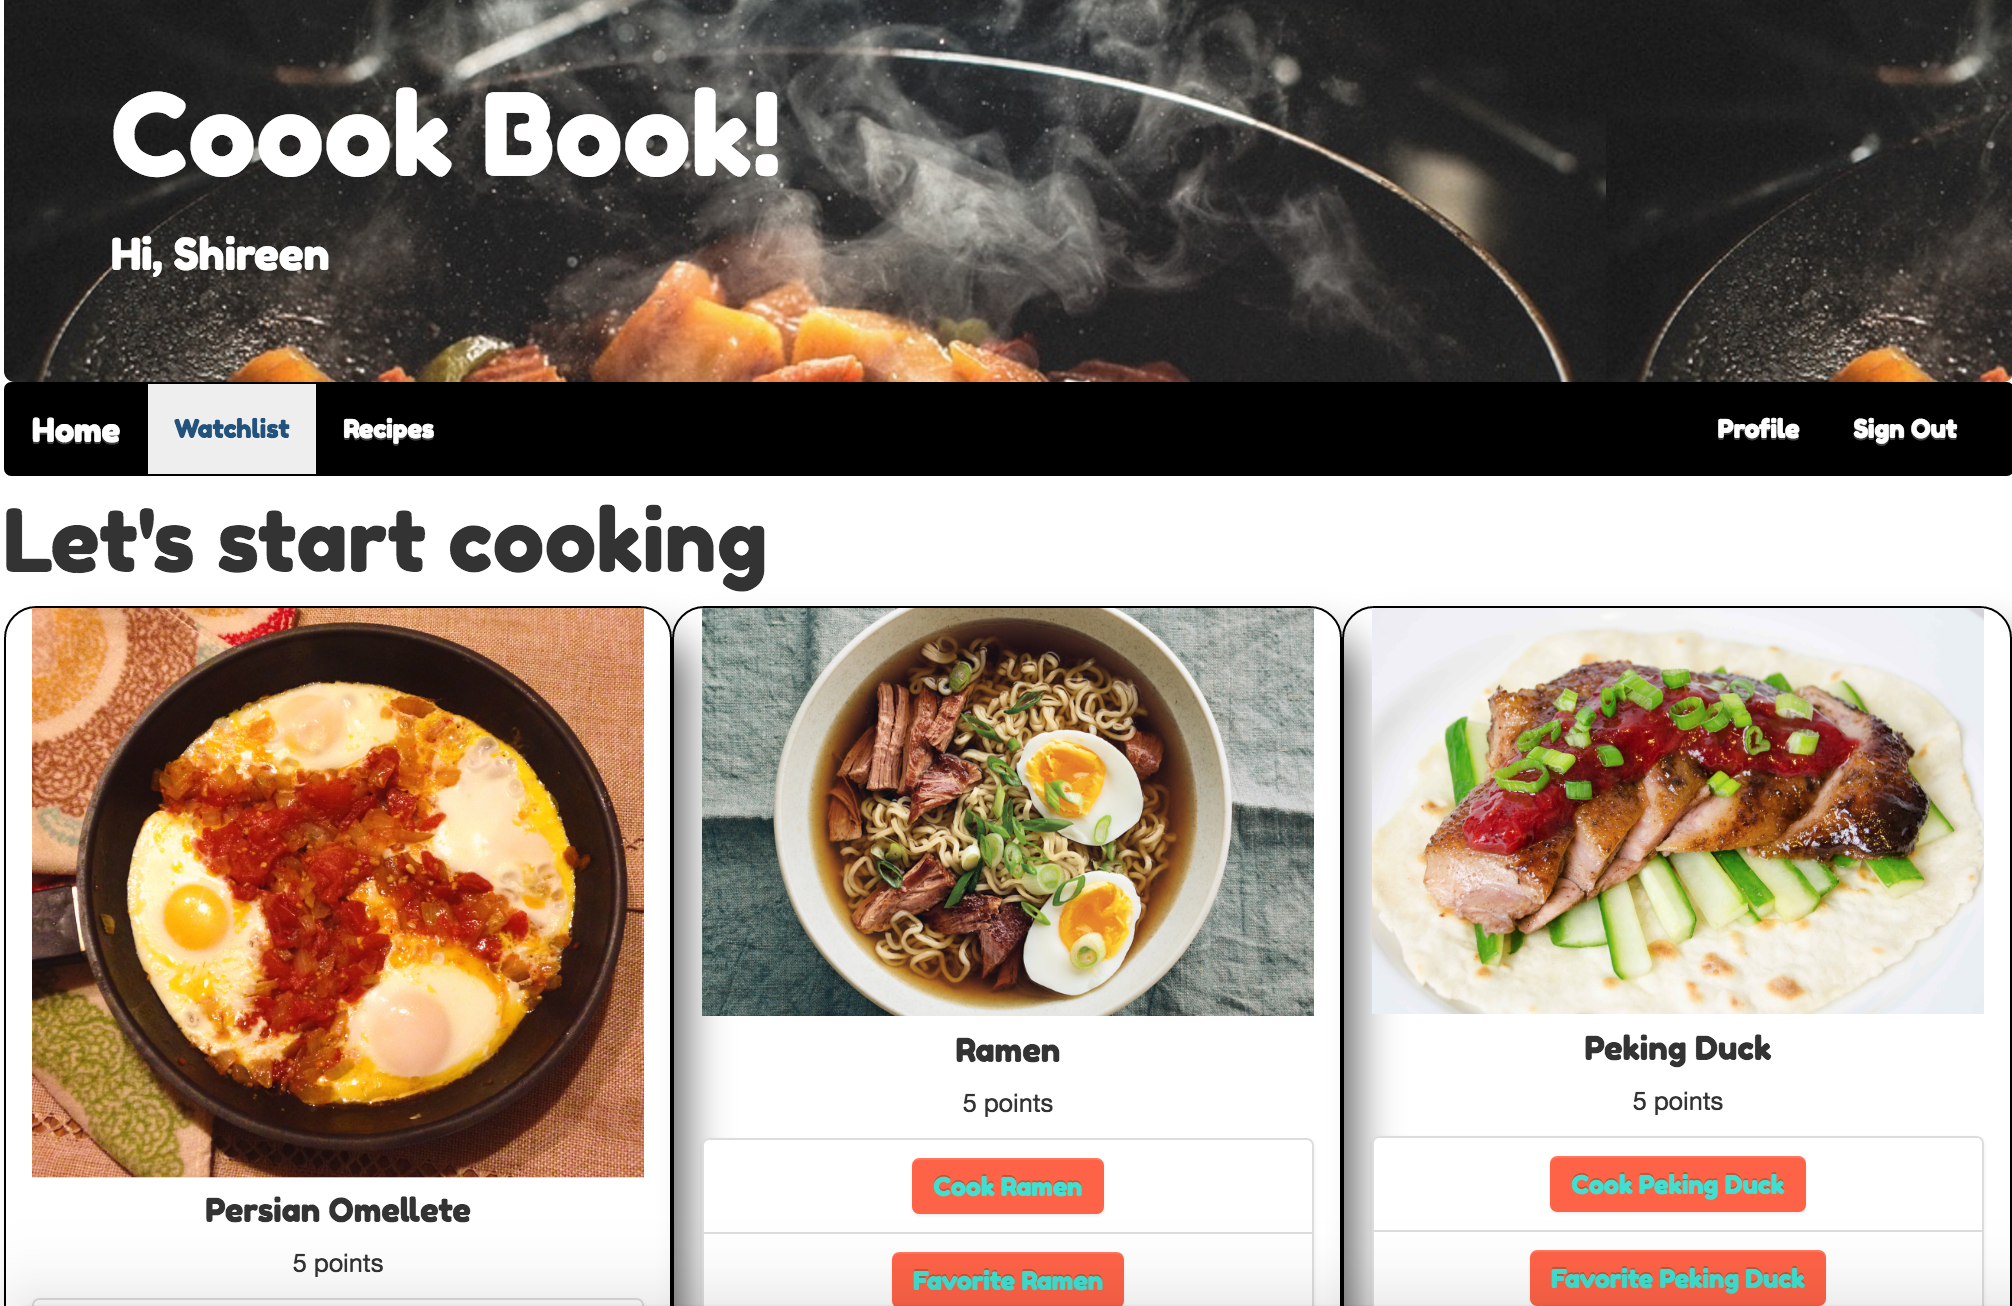 Coook Book!
Hi, Shireen
Home Watchlist Recipes Profile Sign Out
Let's start cooking
Persian Omellete
5 points
Ramen
5 points
Cook Ramen
Favorite Ramen
Peking Duck
5 points
Cook Peking Duck
Favorite Peking Duck